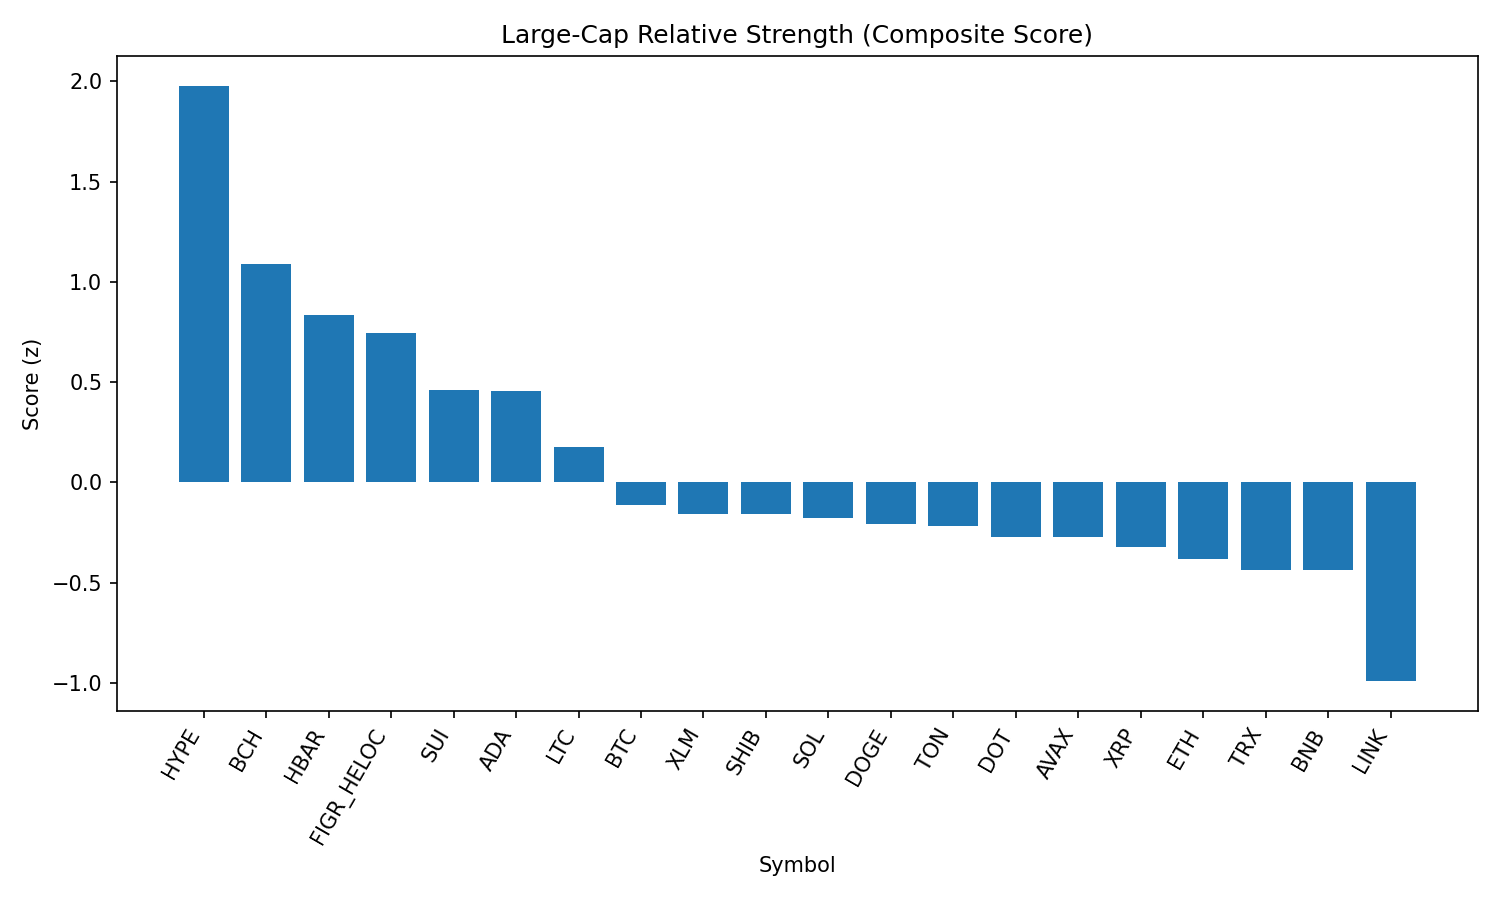 Large-Cap Relative Strength (Composite Score)
Score (z)
2.0
1.5
1.0
0.5
0.0
−0.5
−1.0
HYPE
BCH
HBAR
FIGR_HELOC
SUI
ADA
LTC
BTC
XLM
SHIB
SOL
DOGE
TON
DOT
AVAX
XRP
ETH
TRX
BNB
LINK
Symbol